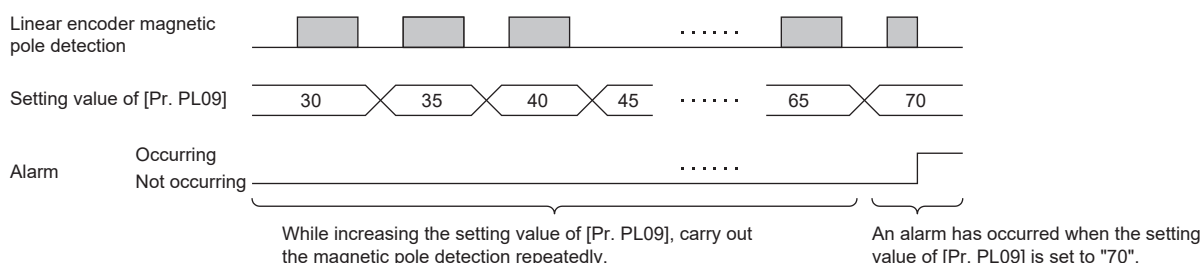 Linear encoder magnetic
pole detection
......
Setting value of [Pr. PL09]
30 35 40 45 ...... 65 70
Alarm
Occurring
Not occurring
......
While increasing the setting value of [Pr. PL09], carry out
the magnetic pole detection repeatedly.
An alarm has occurred when the setting
value of [Pr. PL09] is set to "70".